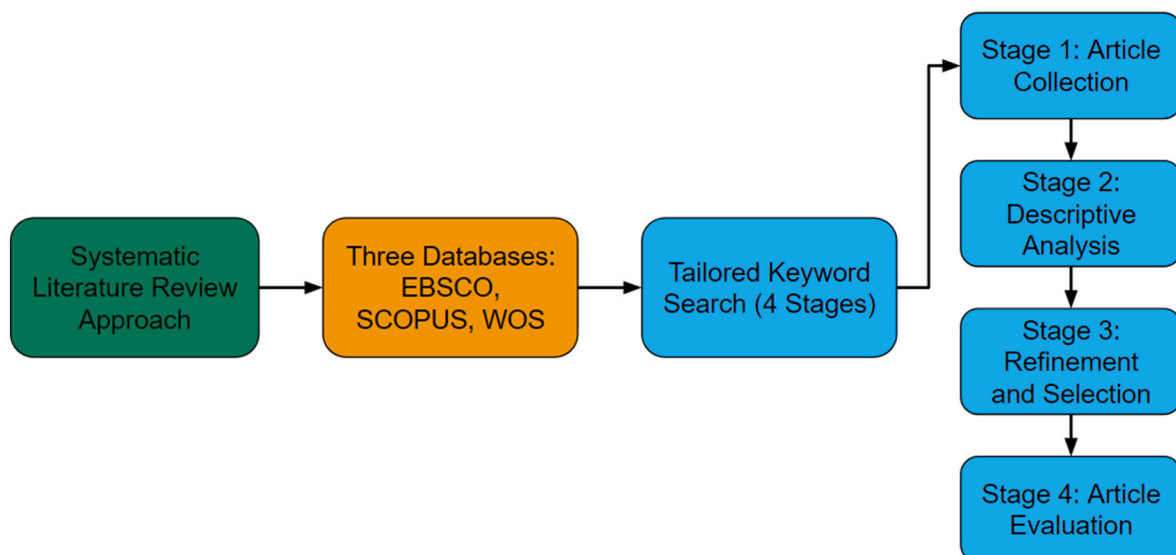 Systematic
Literature Review
Approach
Three Databases:
EBSCO,
SCOPUS, WOS
Tailored Keyword
Search (4 Stages)
Stage 1: Article
Collection
Stage 2:
Descriptive
Analysis
Stage 3:
Refinement
and Selection
Stage 4: Article
Evaluation